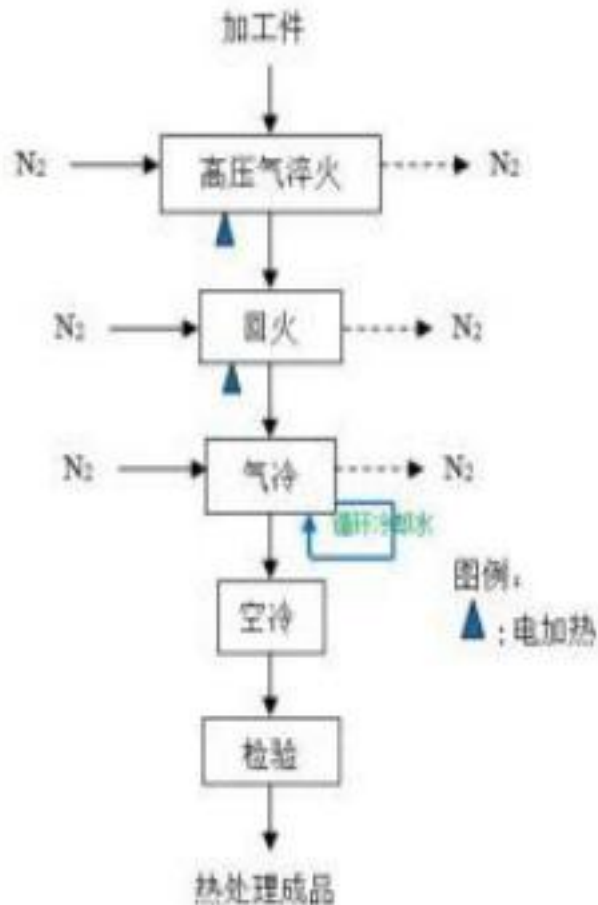 加工件
N₂
高压气淬火
N₂
N₂
回火
N₂
N₂
气冷
N₂
循环冷却水
空冷
图例：
：电加热
检验
热处理成品